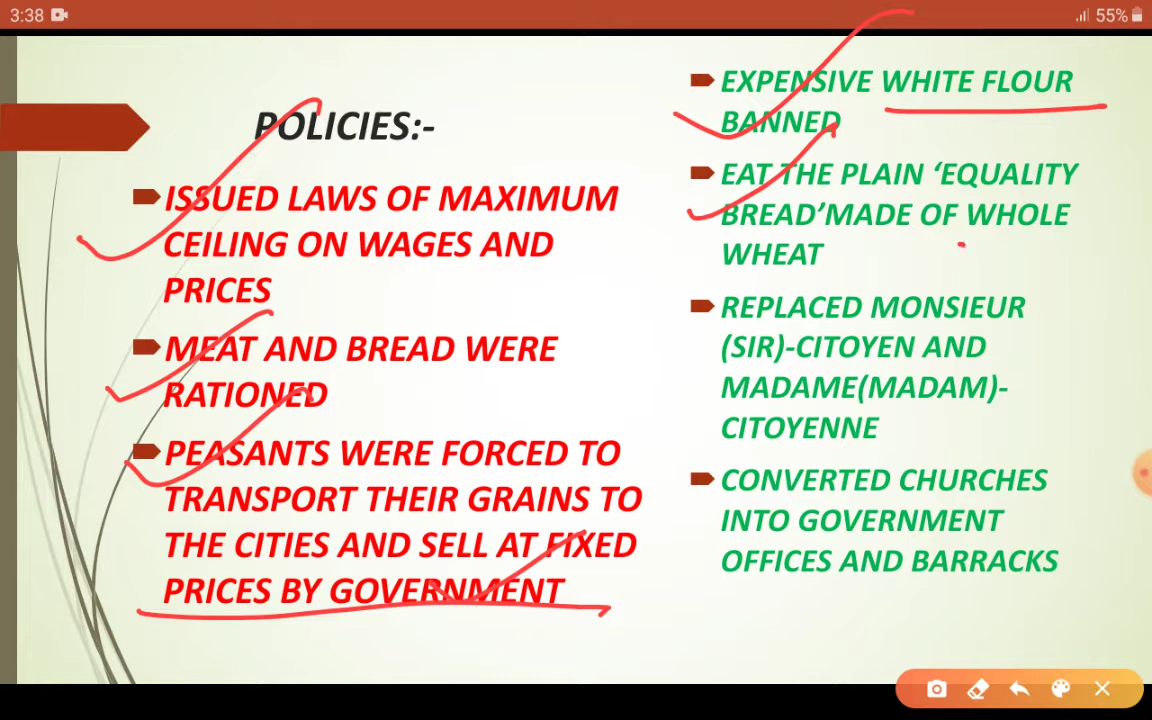 3:38
55%
POLICIES:-
ISSUED LAWS OF MAXIMUM
CEILING ON WAGES AND
PRICES
MEAT AND BREAD WERE
RATIONED
PEASANTS WERE FORCED TO
TRANSPORT THEIR GRAINS TO
THE CITIES AND SELL AT FIXED
PRICES BY GOVERNMENT
EXPENSIVE WHITE FLOUR
BANNED
EAT THE PLAIN ‘EQUALITY
BREAD’MADE OF WHOLE
WHEAT
REPLACED MONSIEUR
(SIR)-CITOYEN AND
MADAME(MADAM)-
CITOYENNE
CONVERTED CHURCHES
INTO GOVERNMENT
OFFICES AND BARRACKS